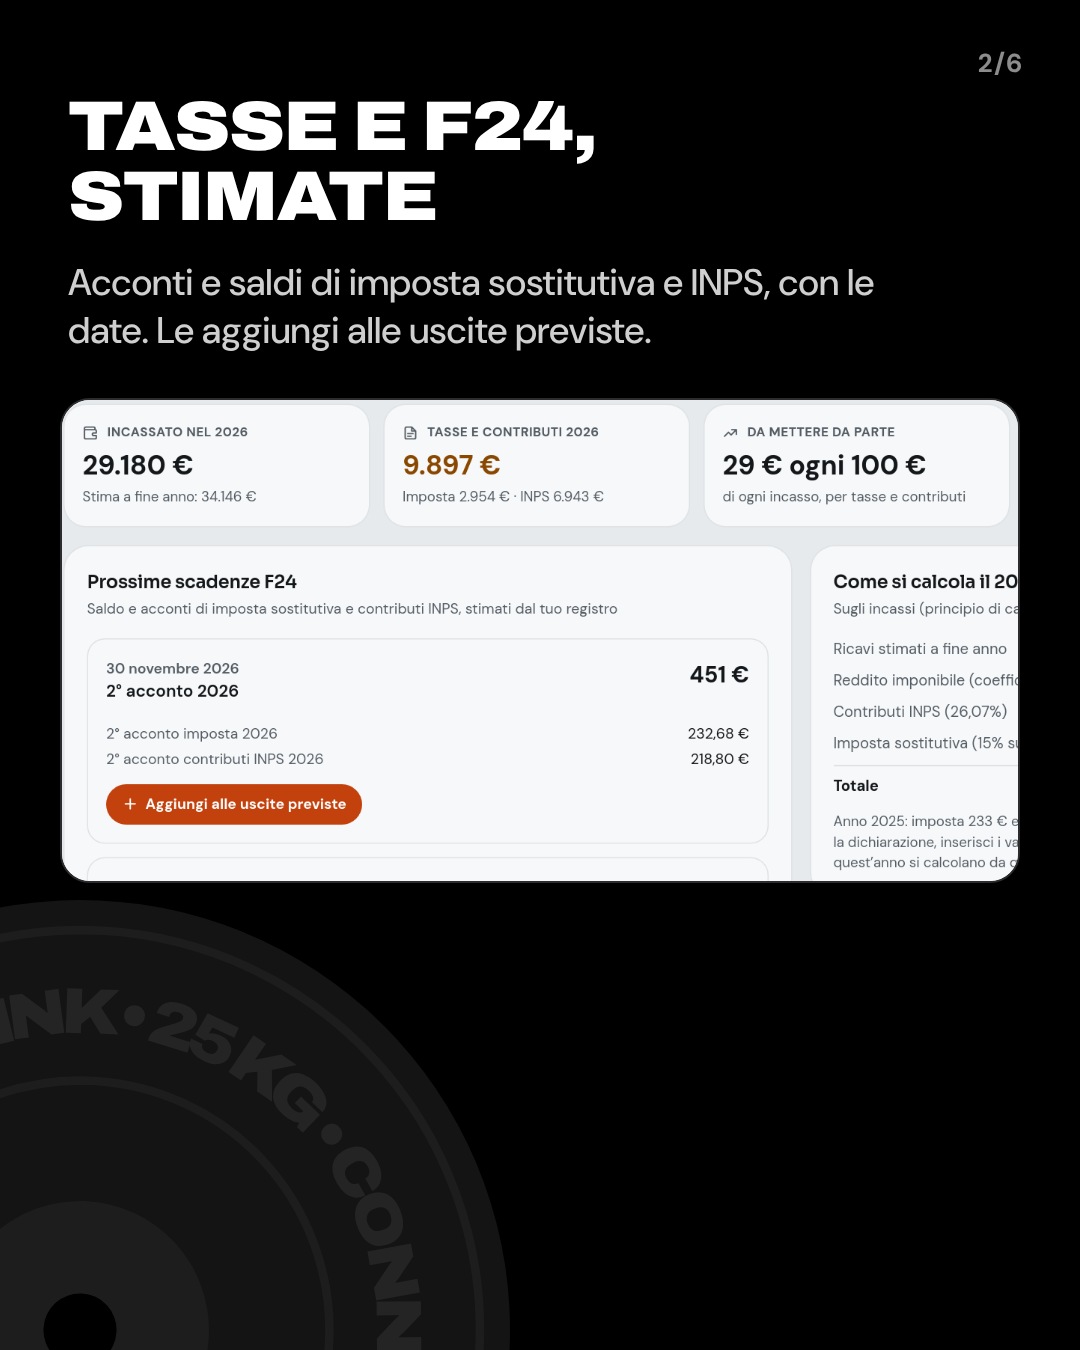 2/6
TASSE E F24,
STIMATE
Acconti e saldi di imposta sostitutiva e INPS, con le
date. Le aggiungi alle uscite previste.
INCASSATO NEL 2026
29.180 €
Stima a fine anno: 34.146 €
TASSE E CONTRIBUTI 2026
9.897 €
Imposta 2.954 € · INPS 6.943 €
DA METTERE DA PARTE
29 € ogni 100 €
di ogni incasso, per tasse e contributi
Prossime scadenze F24
Saldo e acconti di imposta sostitutiva e contributi INPS, stimati dal tuo registro
30 novembre 2026
2° acconto 2026
451 €
2° acconto imposta 2026
232,68 €
2° acconto contributi INPS 2026
218,80 €
+ Aggiungi alle uscite previste
Come si calcola il 20
Sugli incassi (principio di
Ricavi stimati a fine anno
Reddito imponibile
Contributi INPS (26,07%)
Imposta sostitutiva (15%
Totale
Anno 2025: imposta 233 € e
la dichiarazione, inserisci i
quest'anno si calcolano da
25 KG